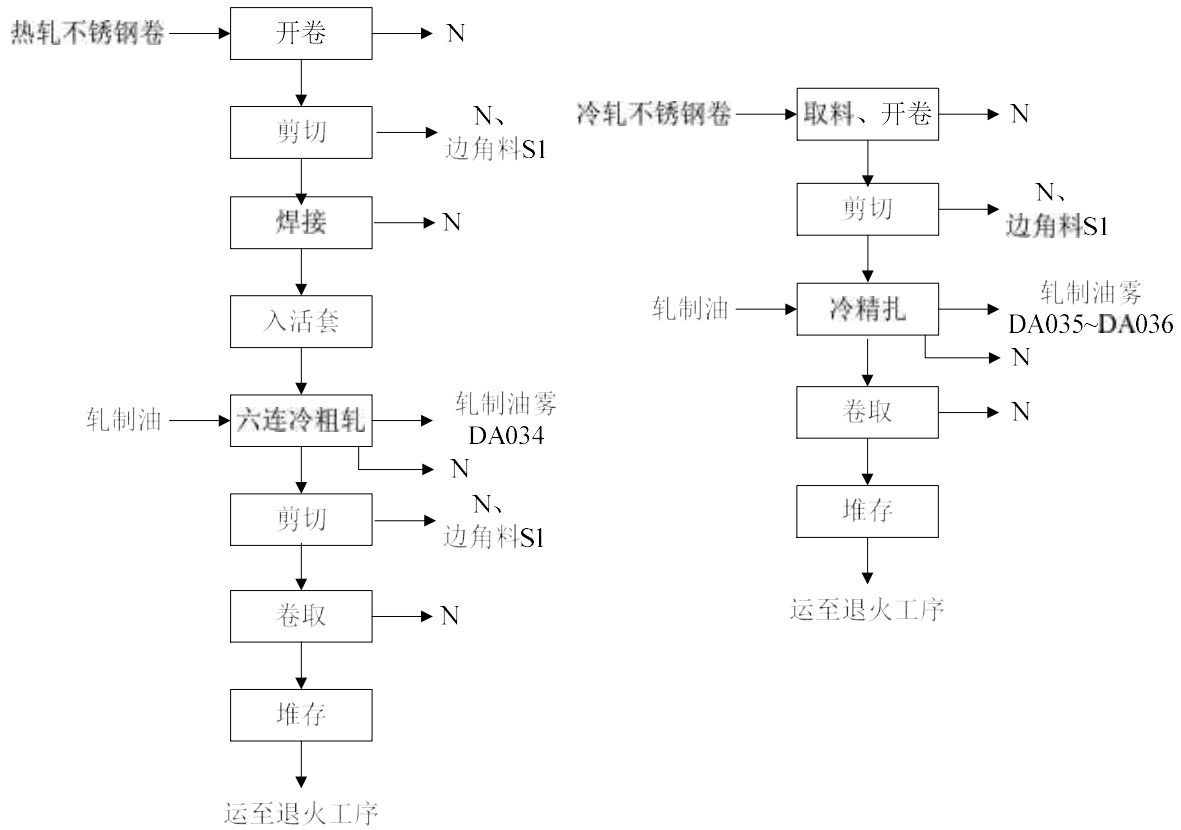 热轧不锈钢卷
开卷
N
剪切
N、
边角料S1
焊接
N
入活套
轧制油
六连冷粗轧
轧制油雾
DA034
N
剪切
N、
边角料S1
卷取
N
堆存
运至退火工序
冷轧不锈钢卷
取料、开卷
N
剪切
N、
边角料S1
轧制油
冷精扎
轧制油雾
DA035~DA036
N
卷取
N
堆存
运至退火工序